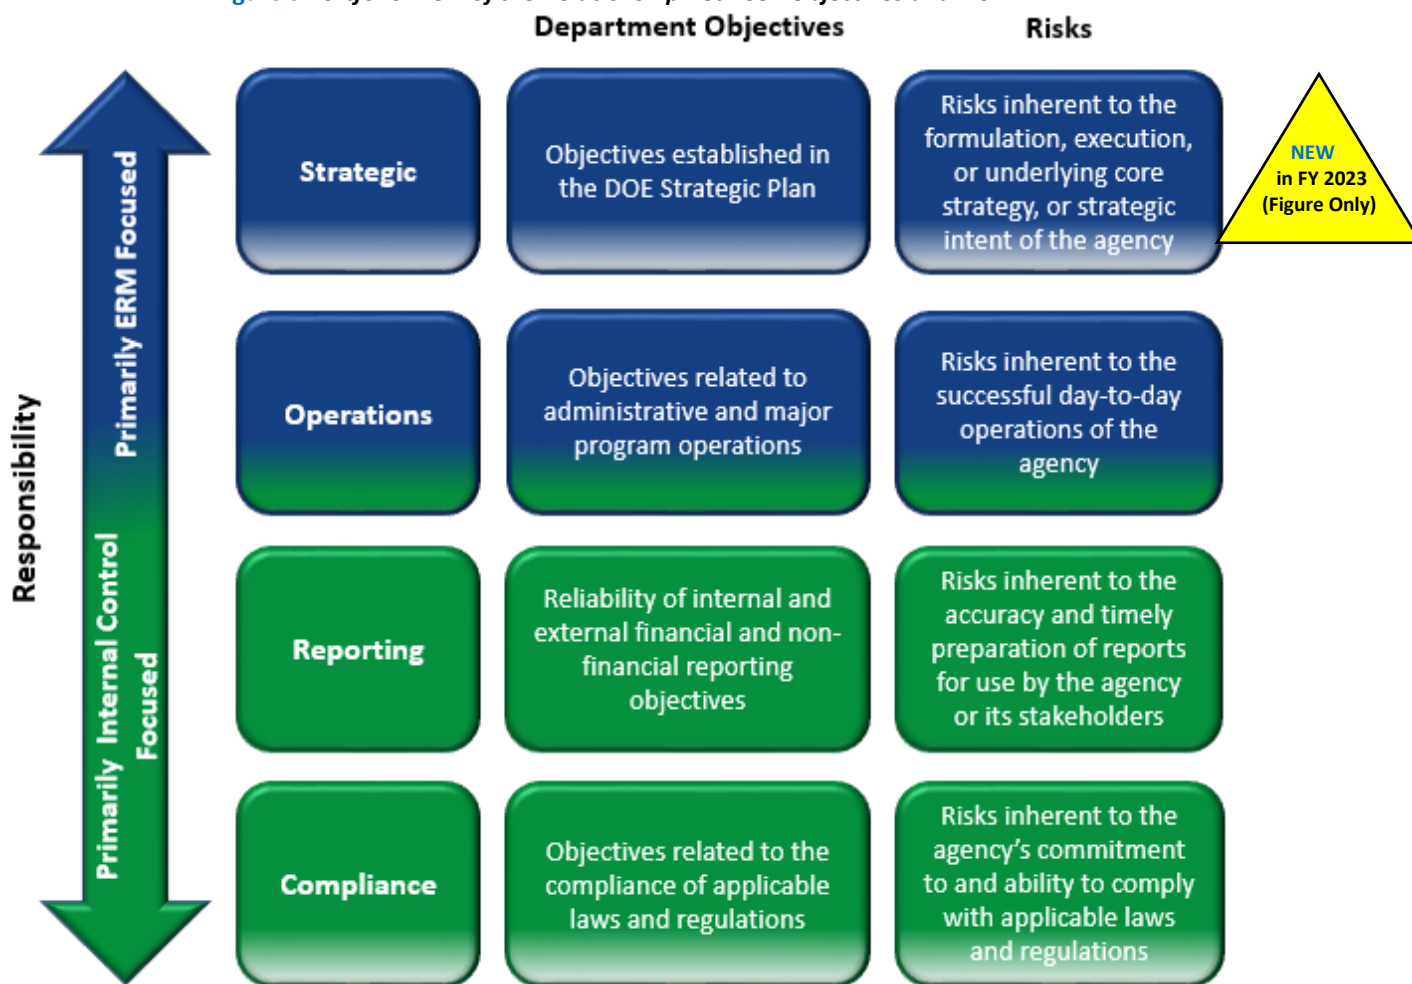 Department Objectives
Risks
Responsibility
Primarily ERM Focused
Primarily Internal Control
Focused
Strategic
Objectives established in
the DOE Strategic Plan
Risks inherent to the
formulation, execution,
or underlying core
strategy, or strategic
intent of the agency
NEW
in FY 2023
(Figure Only)
Operations
Objectives related to
administrative and major
program operations
Risks inherent to the
successful day-to-day
operations of the
agency
Reporting
Reliability of internal and
external financial and non-
financial reporting
objectives
Risks inherent to the
accuracy and timely
preparation of reports
for use by the agency
or its stakeholders
Compliance
Objectives related to the
compliance of applicable
laws and regulations
Risks inherent to the
agency's commitment
to and ability to comply
with applicable laws
and regulations